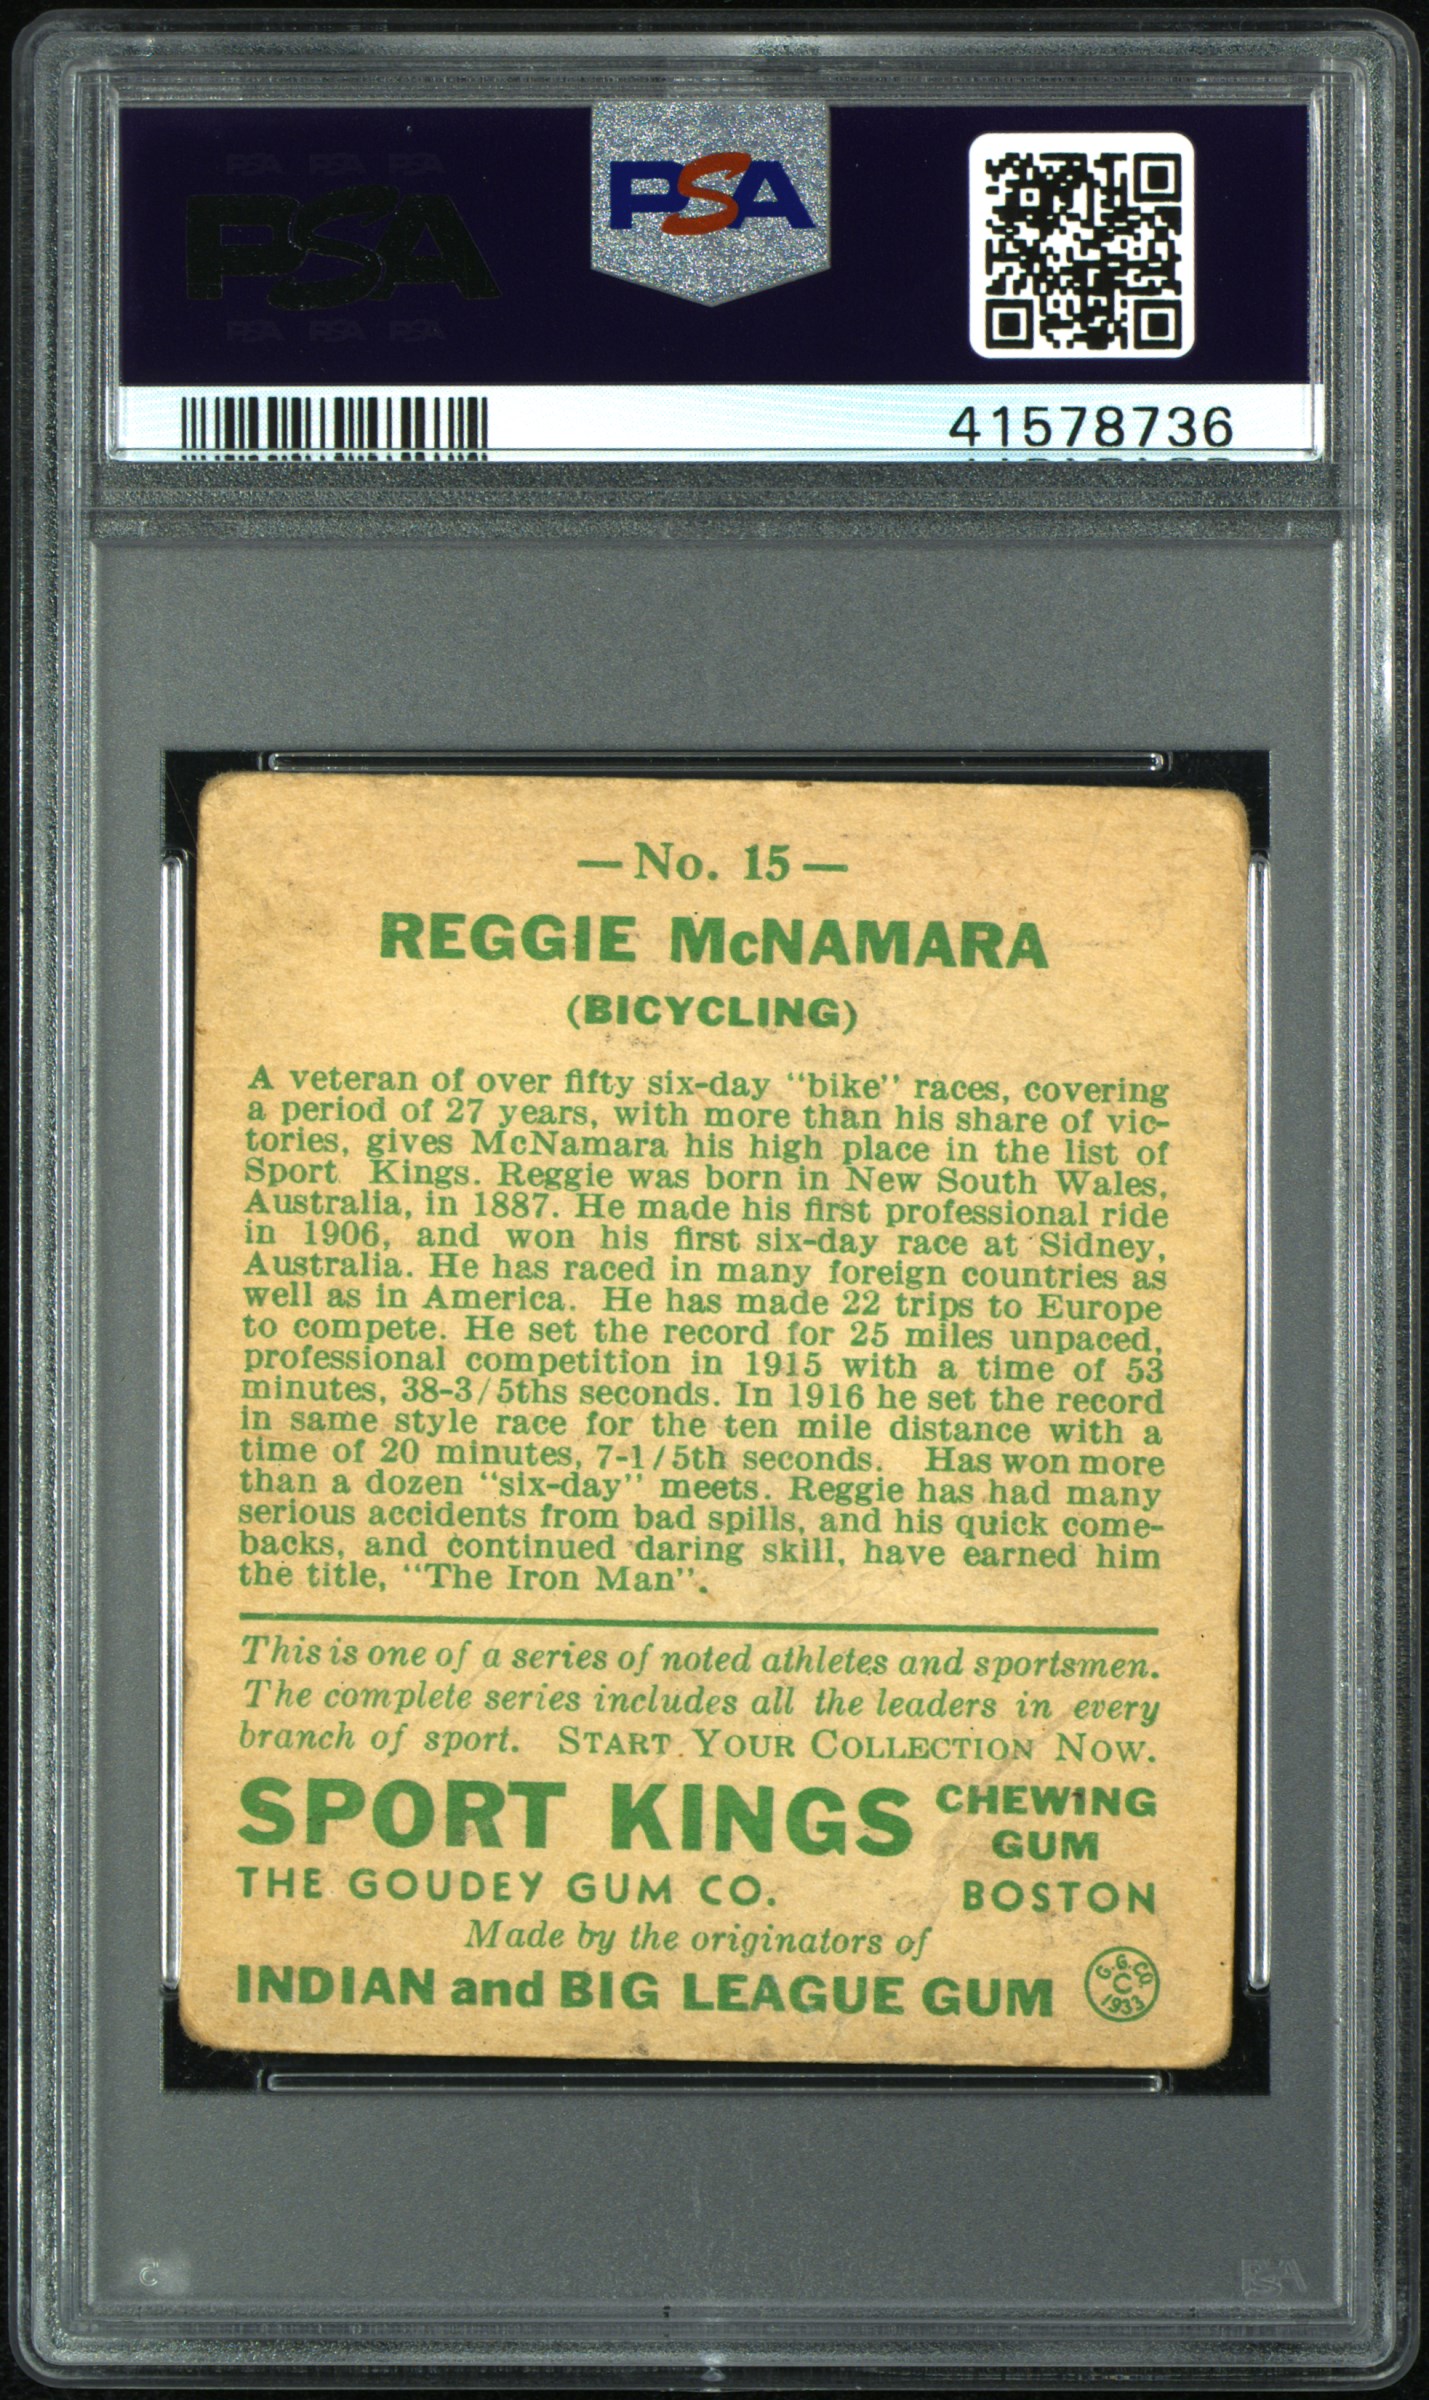 PSA PSA PSA
PSA
PSA PSA PSA
PSA
41578736
— No. 15 —
REGGIE McNAMARA
(BICYCLING)
A veteran of over fifty six-day "bike" races, covering
a period of 27 years, with more than his share of vic-
tories, gives McNamara his high place in the list of
Sport Kings. Reggie was born in New South Wales,
Australia, in 1887. He made his first professional ride
in 1906, and won his first six-day race at Sidney,
Australia. He has raced in many foreign countries as
well as in America. He has made 22 trips to Europe
to compete. He set the record for 25 miles unpaced,
professional competition in 1915 with a time of 53
minutes, 38-3/5ths seconds. In 1916 he set the record
in same style race for the ten mile distance with a
time of 20 minutes, 7-1/5th seconds. Has won more
than a dozen "six-day" meets. Reggie has had many
serious accidents from bad spills, and his quick come-
backs, and continued daring skill, have earned him
the title, "The Iron Man".
This is one of a series of noted athletes and sportsmen.
The complete series includes all the leaders in every
branch of sport. START YOUR COLLECTION NOW.
SPORT KINGS CHEWING GUM
THE GOUDEY GUM CO. BOSTON
Made by the originators of
INDIAN and BIG LEAGUE GUM
G. G. CO.
C
1933
C
PSA